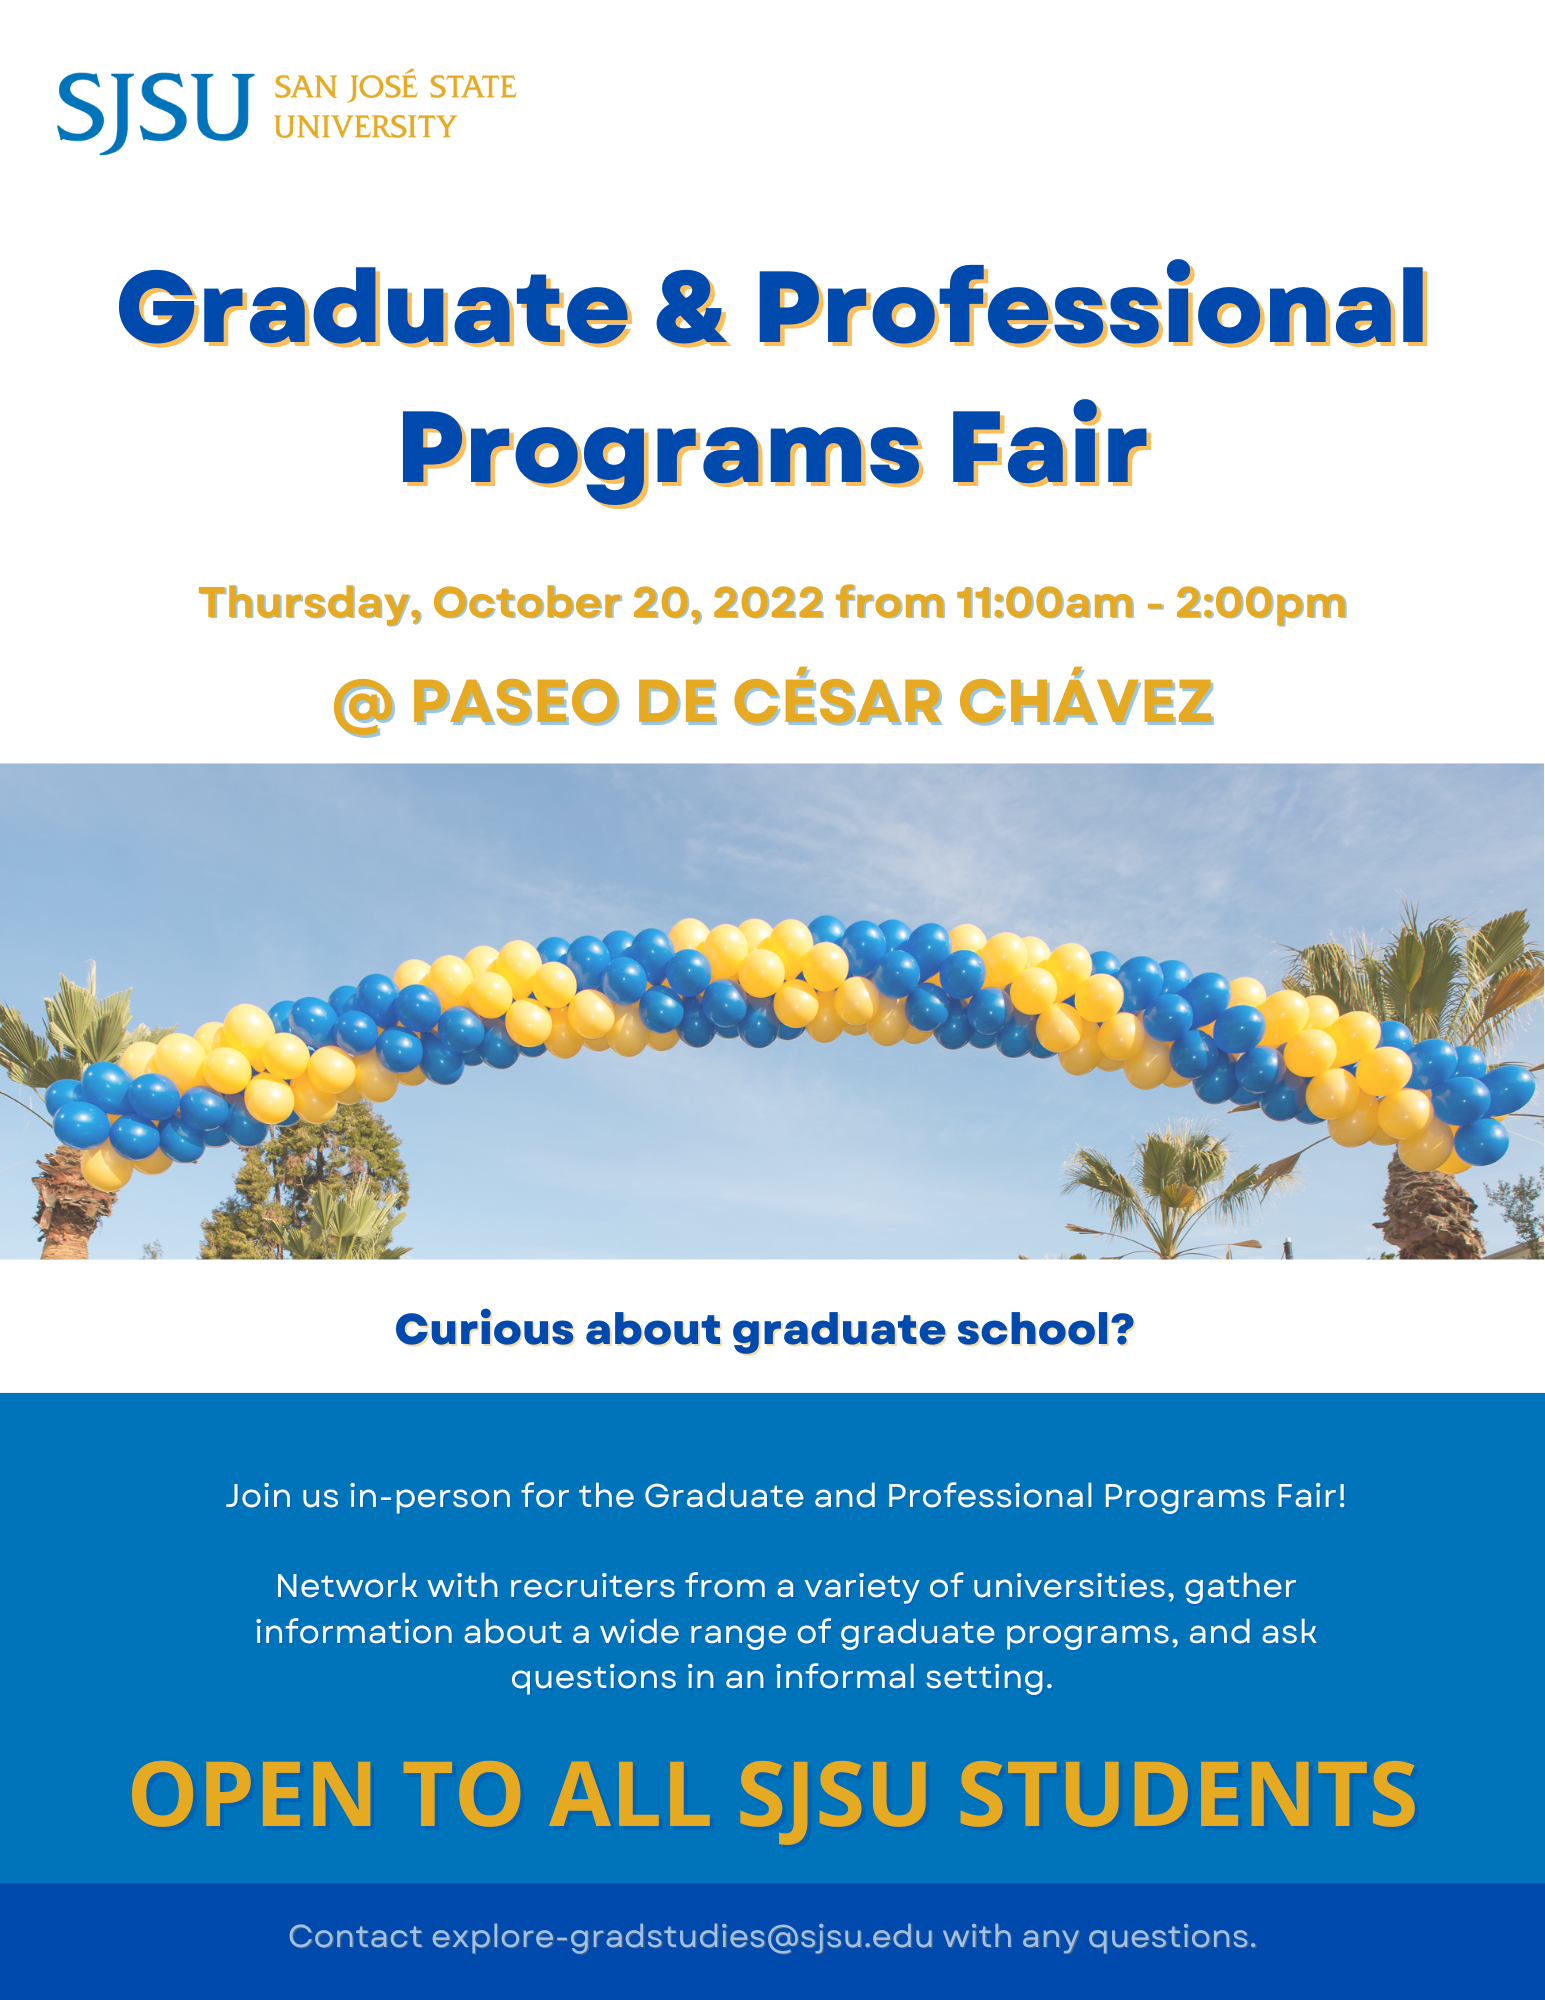 SJSU SAN JOSÉ STATE
UNIVERSITY
Graduate & Professional
Programs Fair
Thursday, October 20, 2022 from 11:00am - 2:00pm
@ PASEO DE CÉSAR CHÁVEZ
Curious about graduate school?
Join us in-person for the Graduate and Professional Programs Fair!
Network with recruiters from a variety of universities, gather
information about a wide range of graduate programs, and ask
questions in an informal setting.
OPEN TO ALL SJSU STUDENTS
Contact explore-gradstudies@sjsu.edu with any questions.